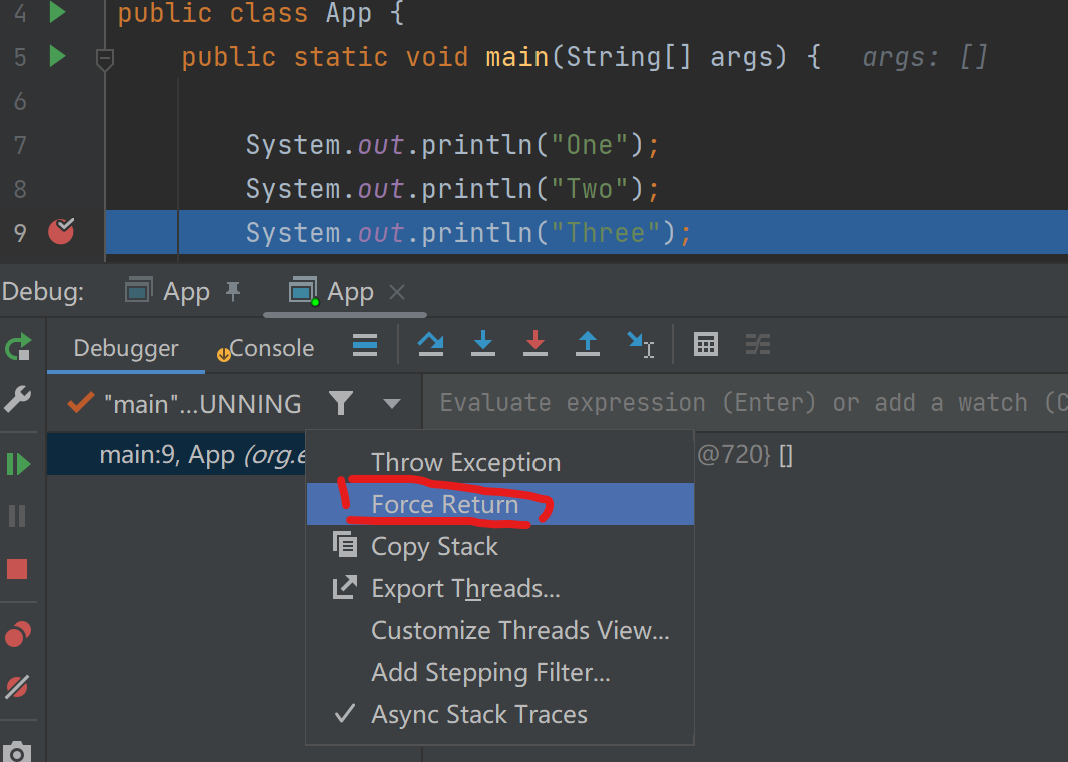 4 public class App {
5 public static void main(String[] args) { args: []
6
7 System.out.println("One");
8 System.out.println("Two");
9 System.out.println("Three");
Debug: App App
Debugger Console
"main"...UNNING Evaluate expression (Enter) or add a watch (C
main:9, App (org.e @720} []
Throw Exception
Force Return
Copy Stack
Export Threads...
Customize Threads View...
Add Stepping Filter...
Async Stack Traces